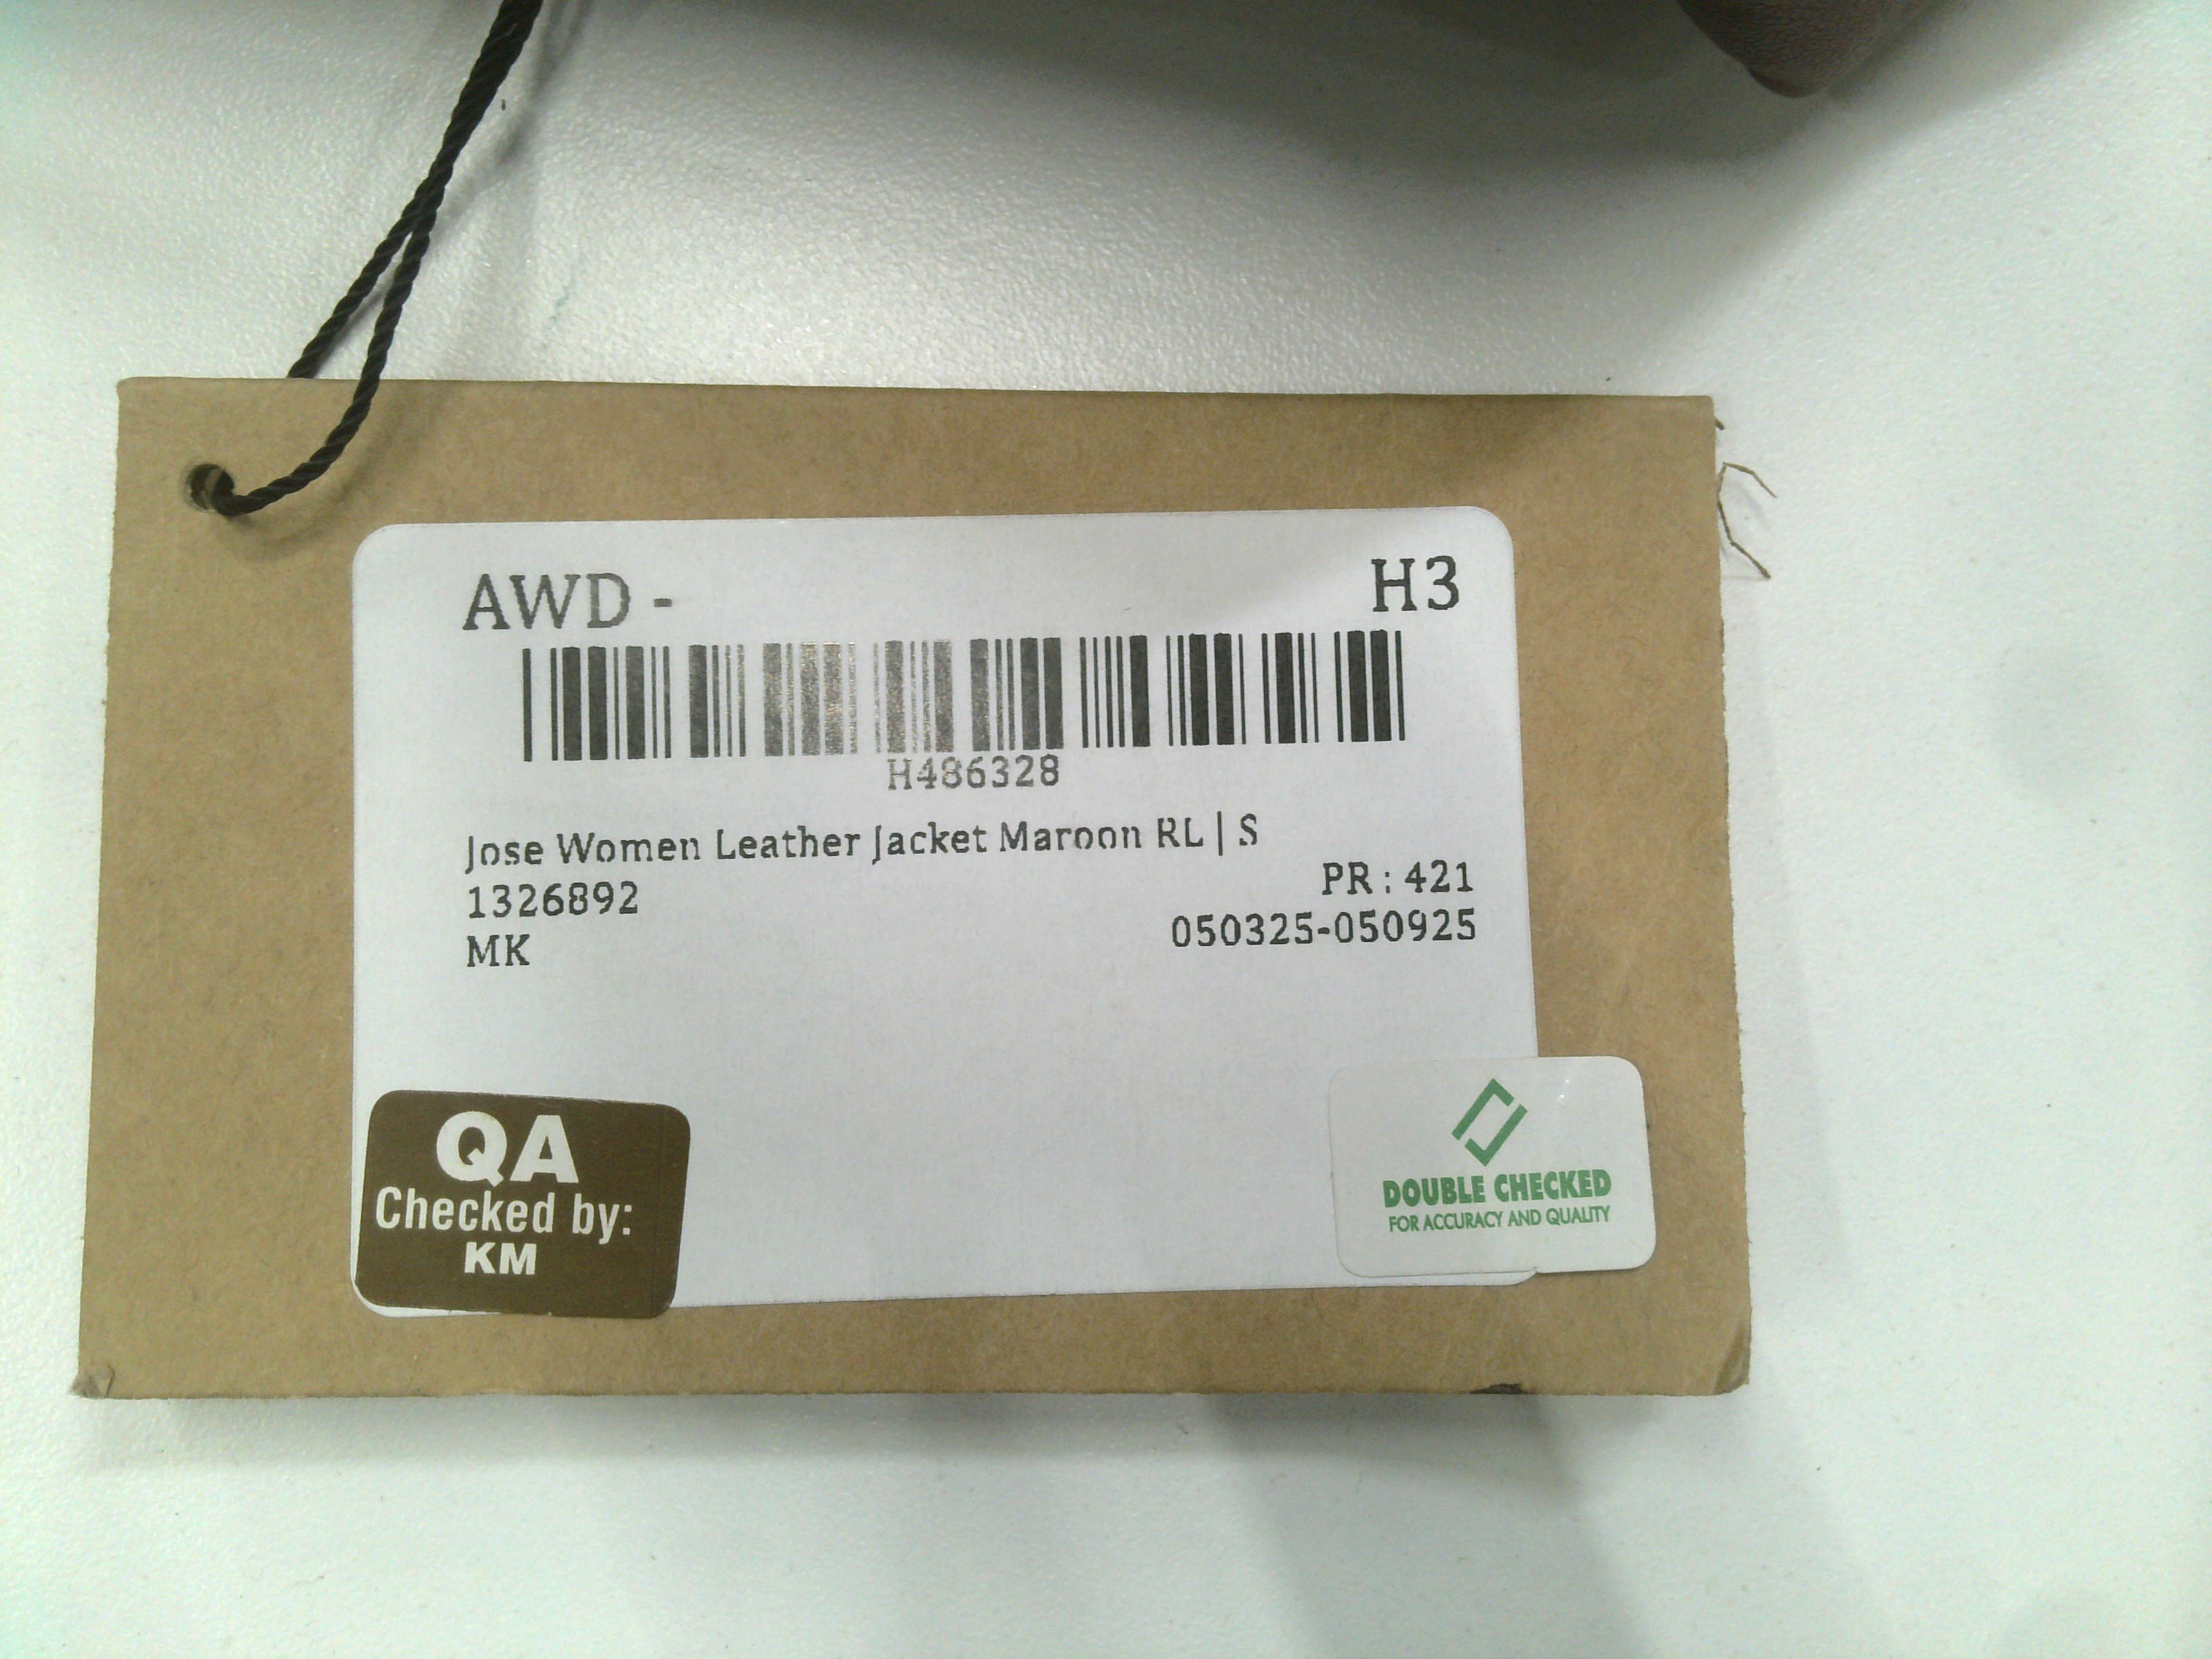 AWD - H3
H486328
Jose Women Leather Jacket Maroon RL | S
PR : 421
1326892
050325-050925
MK
QA
Checked by:
KM
DOUBLE CHECKED
FOR ACCURACY AND QUALITY